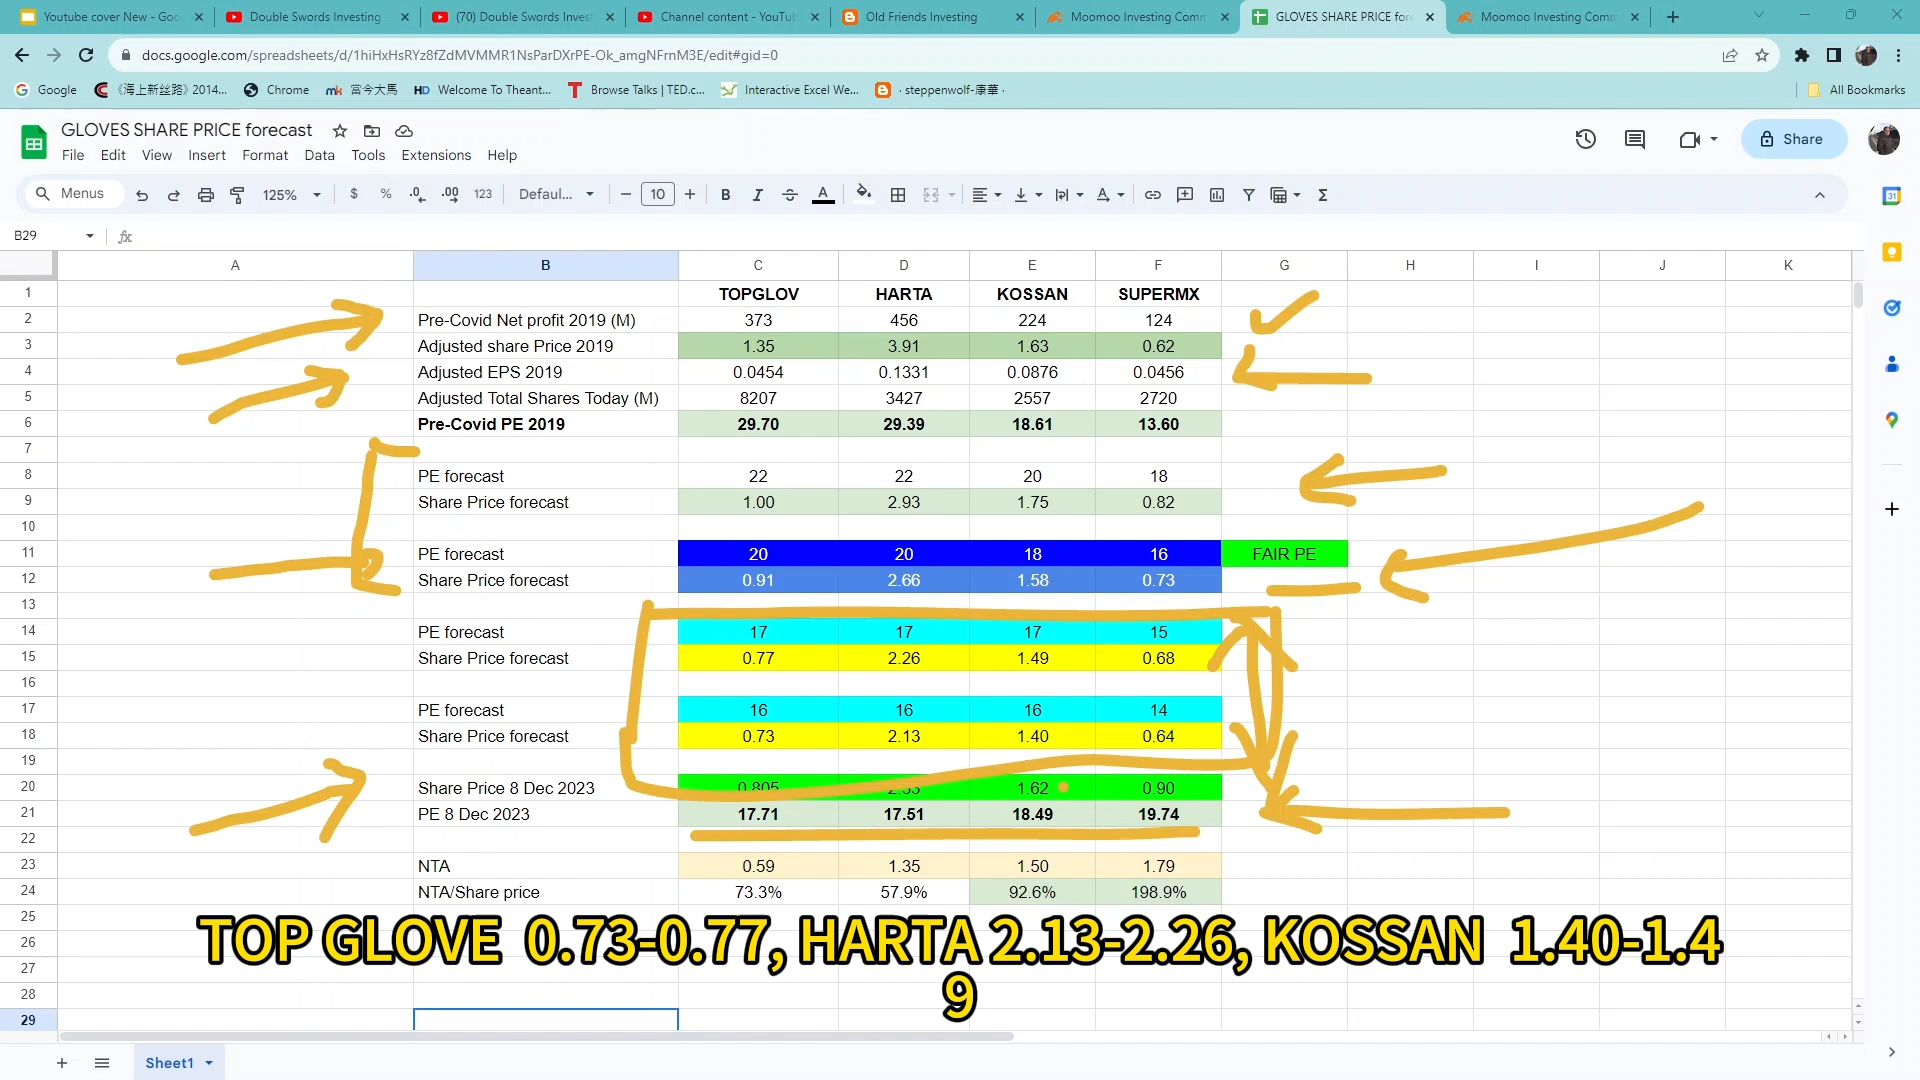 Youtube cover New - Goo
Double Swords Investing
(70) Double Swords Invest
Channel content - YouTub
Old Friends Investing
Moomoo Investing Comm
GLOVES SHARE PRICE for
Moomoo Investing Comm
docs.google.com/spreadsheets/d/1hiHxHsRYz8fZdMVMMR1NsParDXrPE-Ok_amgNFrnM3E/edit#gid=0
Google
《海上新丝路》2014...
Chrome
當今大馬
Welcome To Theant...
Browse Talks | TED.c...
Interactive Excel We...
· steppenwolf-康華 ·
All Bookmarks
GLOVES SHARE PRICE forecast
Share
File Edit View Insert Format Data Tools Extensions Help
Menus 125% $ % .0 .00 123 Defaul... 10 B I A
B29 fx
A B C D E F G H I J K
1 TOPGLOV HARTA KOSSAN SUPERMX
2 Pre-Covid Net profit 2019 (M) 373 456 224 124
3 Adjusted share Price 2019 1.35 3.91 1.63 0.62
4 Adjusted EPS 2019 0.0454 0.1331 0.0876 0.0456
5 Adjusted Total Shares Today (M) 8207 3427 2557 2720
6 Pre-Covid PE 2019 29.70 29.39 18.61 13.60
7
8 PE forecast 22 22 20 18
9 Share Price forecast 1.00 2.93 1.75 0.82
10
11 PE forecast 20 20 18 16 FAIR PE
12 Share Price forecast 0.91 2.66 1.58 0.73
13
14 PE forecast 17 17 17 15
15 Share Price forecast 0.77 2.26 1.49 0.68
16
17 PE forecast 16 16 16 14
18 Share Price forecast 0.73 2.13 1.40 0.64
19
20 Share Price 8 Dec 2023 0.805 1.62 0.90
21 PE 8 Dec 2023 17.71 17.51 18.49 19.74
22
23 NTA 0.59 1.35 1.50 1.79
24 NTA/Share price 73.3% 57.9% 92.6% 198.9%
25
26
27
28
29
TOP GLOVE 0.73-0.77, HARTA 2.13-2.26, KOSSAN 1.40-1.4
9
Sheet1